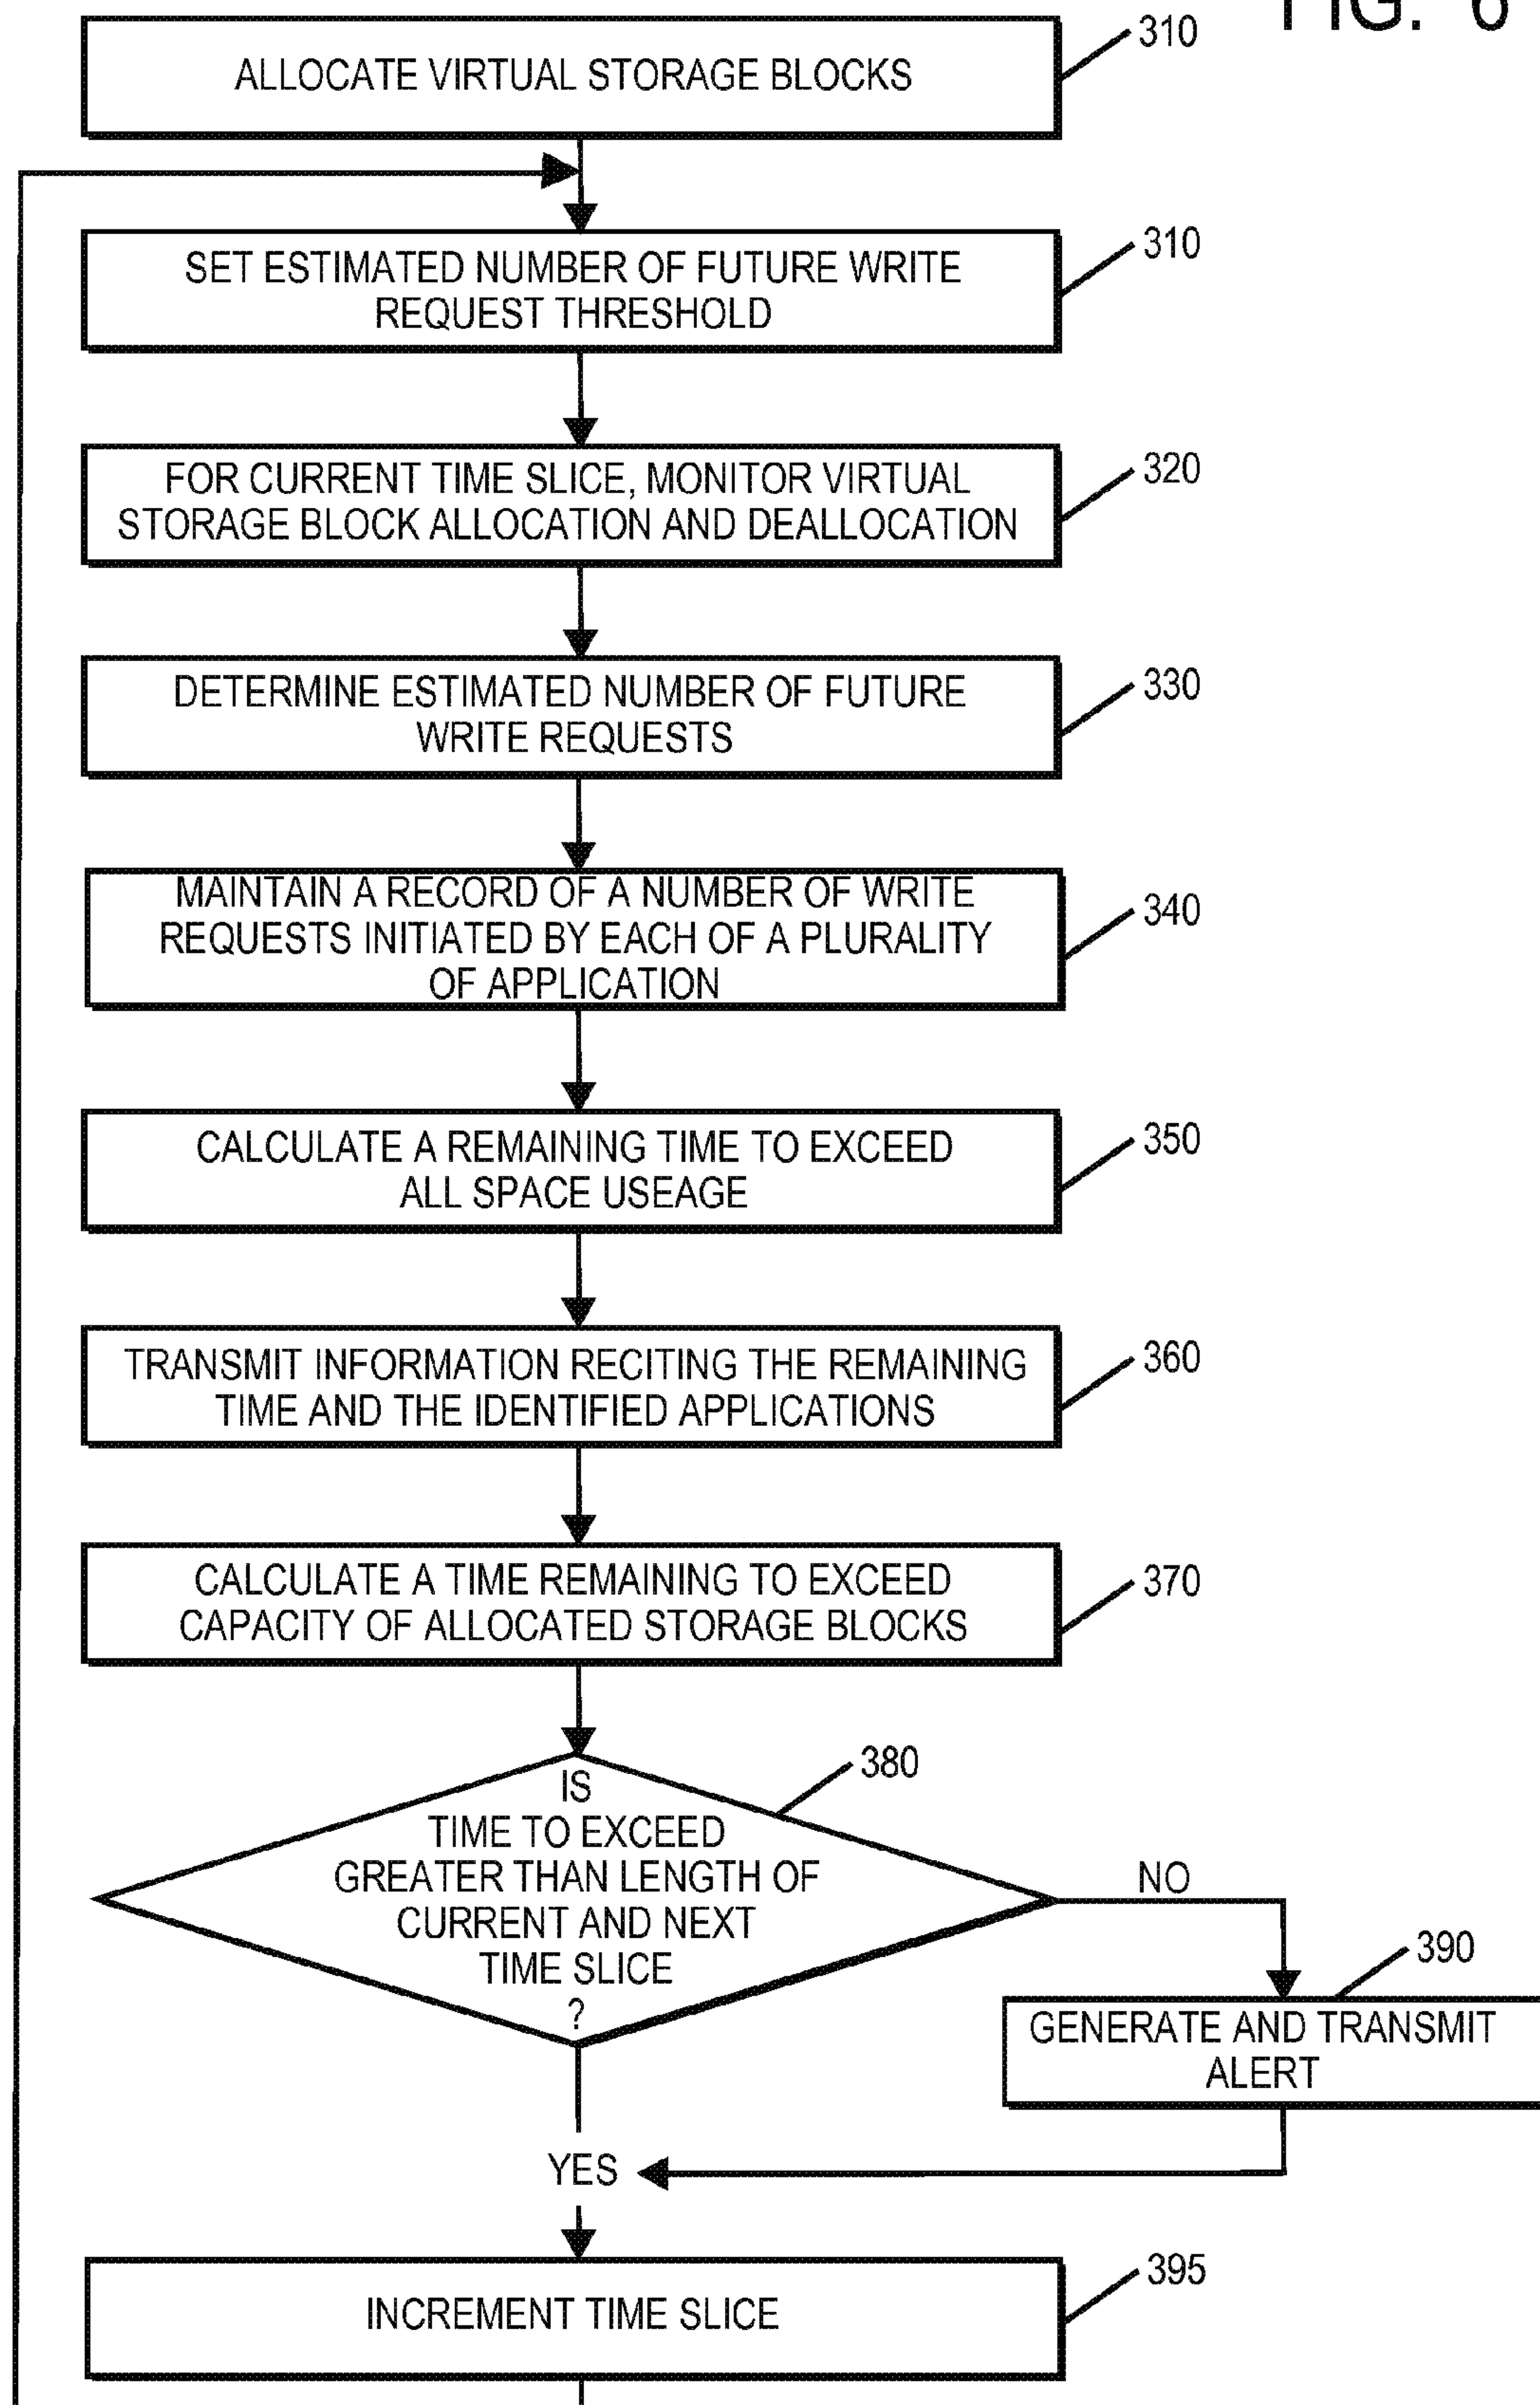 FIG. 6
ALLOCATE VIRTUAL STORAGE BLOCKS
310
SET ESTIMATED NUMBER OF FUTURE WRITE
REQUEST THRESHOLD
310
FOR CURRENT TIME SLICE, MONITOR VIRTUAL
STORAGE BLOCK ALLOCATION AND DEALLOCATION
320
DETERMINE ESTIMATED NUMBER OF FUTURE
WRITE REQUESTS
330
MAINTAIN A RECORD OF A NUMBER OF WRITE
REQUESTS INITIATED BY EACH OF A PLURALITY
OF APPLICATION
340
CALCULATE A REMAINING TIME TO EXCEED
ALL SPACE USEAGE
350
TRANSMIT INFORMATION RECITING THE REMAINING
TIME AND THE IDENTIFIED APPLICATIONS
360
CALCULATE A TIME REMAINING TO EXCEED
CAPACITY OF ALLOCATED STORAGE BLOCKS
370
IS
TIME TO EXCEED
GREATER THAN LENGTH OF
CURRENT AND NEXT
TIME SLICE
?
380
NO
GENERATE AND TRANSMIT
ALERT
390
YES
INCREMENT TIME SLICE
395